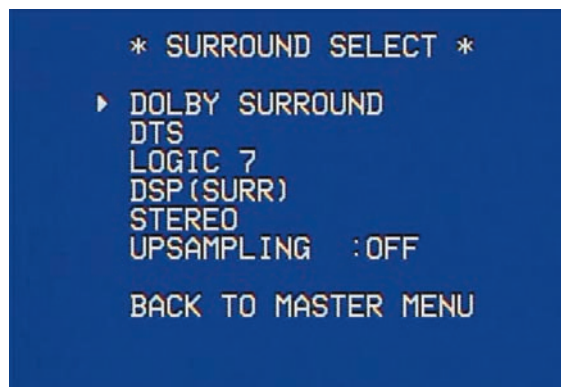 * SURROUND SELECT *
DOLBY SURROUND
DTS
LOGIC 7
DSP(SURR)
STEREO
UPSAMPLING :OFF
BACK TO MASTER MENU